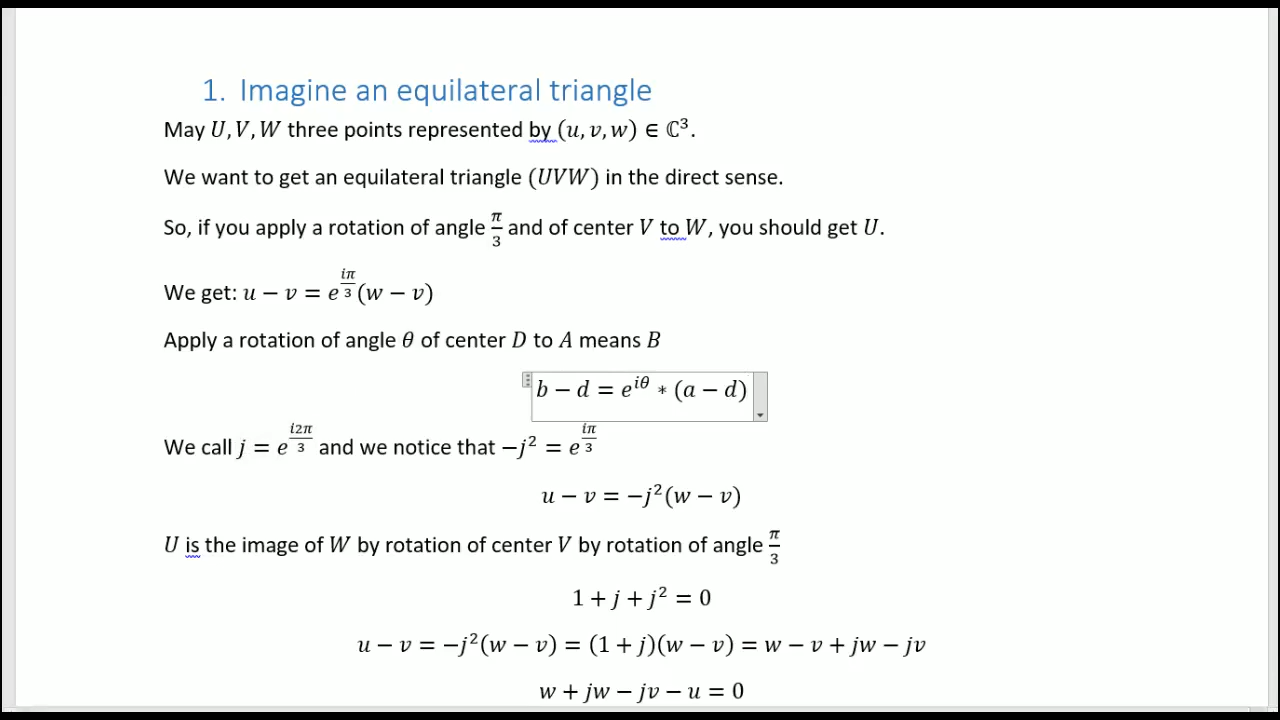 1. Imagine an equilateral triangle
May U, V, W three points represented by (u, v, w) ∈ ℂ³.
We want to get an equilateral triangle (UVW) in the direct sense.
So, if you apply a rotation of angle π/3 and of center V to W, you should get U.
We get: u − v = e^(iπ/3)(w − v)
Apply a rotation of angle θ of center D to A means B
b − d = e^(iθ) ∗ (a − d)
We call j = e^(i2π/3) and we notice that −j² = e^(iπ/3)
u − v = −j²(w − v)
U is the image of W by rotation of center V by rotation of angle π/3
1 + j + j² = 0
u − v = −j²(w − v) = (1 + j)(w − v) = w − v + jw − jv
w + jw − jv − u = 0